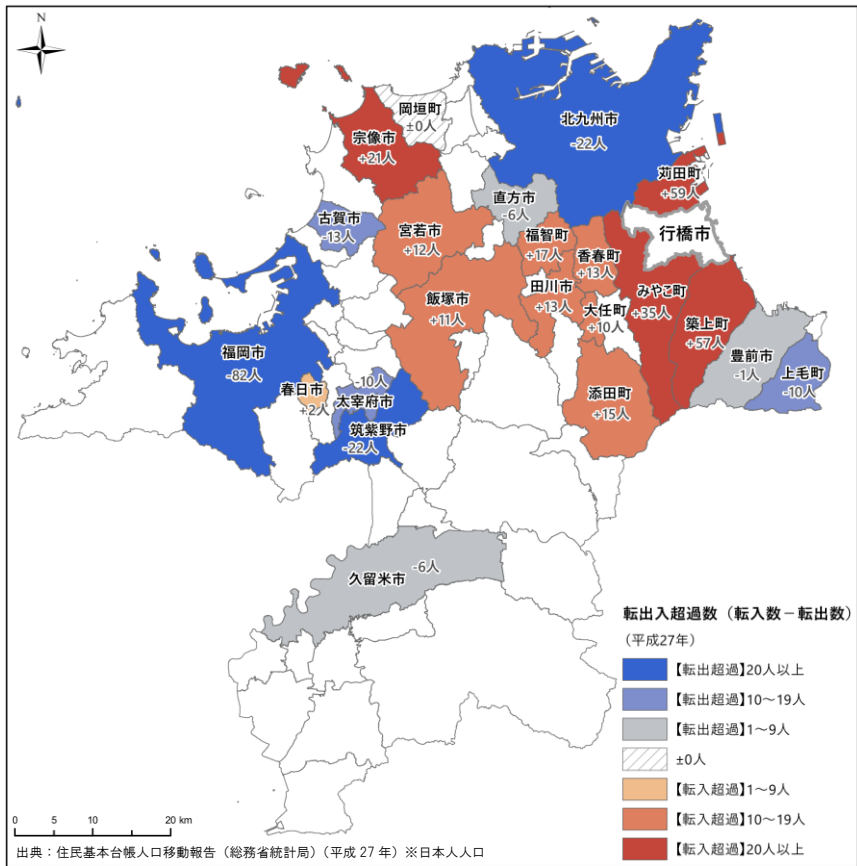 N
岡垣町
±0人
宗像市
+21人
北九州市
-22人
苅田町
+59人
直方市
-6人
行橋市
古賀市
-13人
宮若市
+12人
福智町
+17人
香春町
+13人
田川市
+13人
みやこ町
+35人
飯塚市
+11人
大任町
+10人
築上町
+57人
豊前市
-1人
上毛町
-10人
福岡市
-82人
春日市
+2人
-10人
太宰府市
筑紫野市
-22人
添田町
+15人
久留米市
-6人
転出入超過数（転入数－転出数）
（平成27年）
【転出超過】20人以上
【転出超過】10～19人
【転出超過】1～9人
±0人
【転入超過】1～9人
【転入超過】10～19人
【転入超過】20人以上
0 5 10 20 km
出典：住民基本台帳人口移動報告（総務省統計局）（平成 27 年）※日本人人口